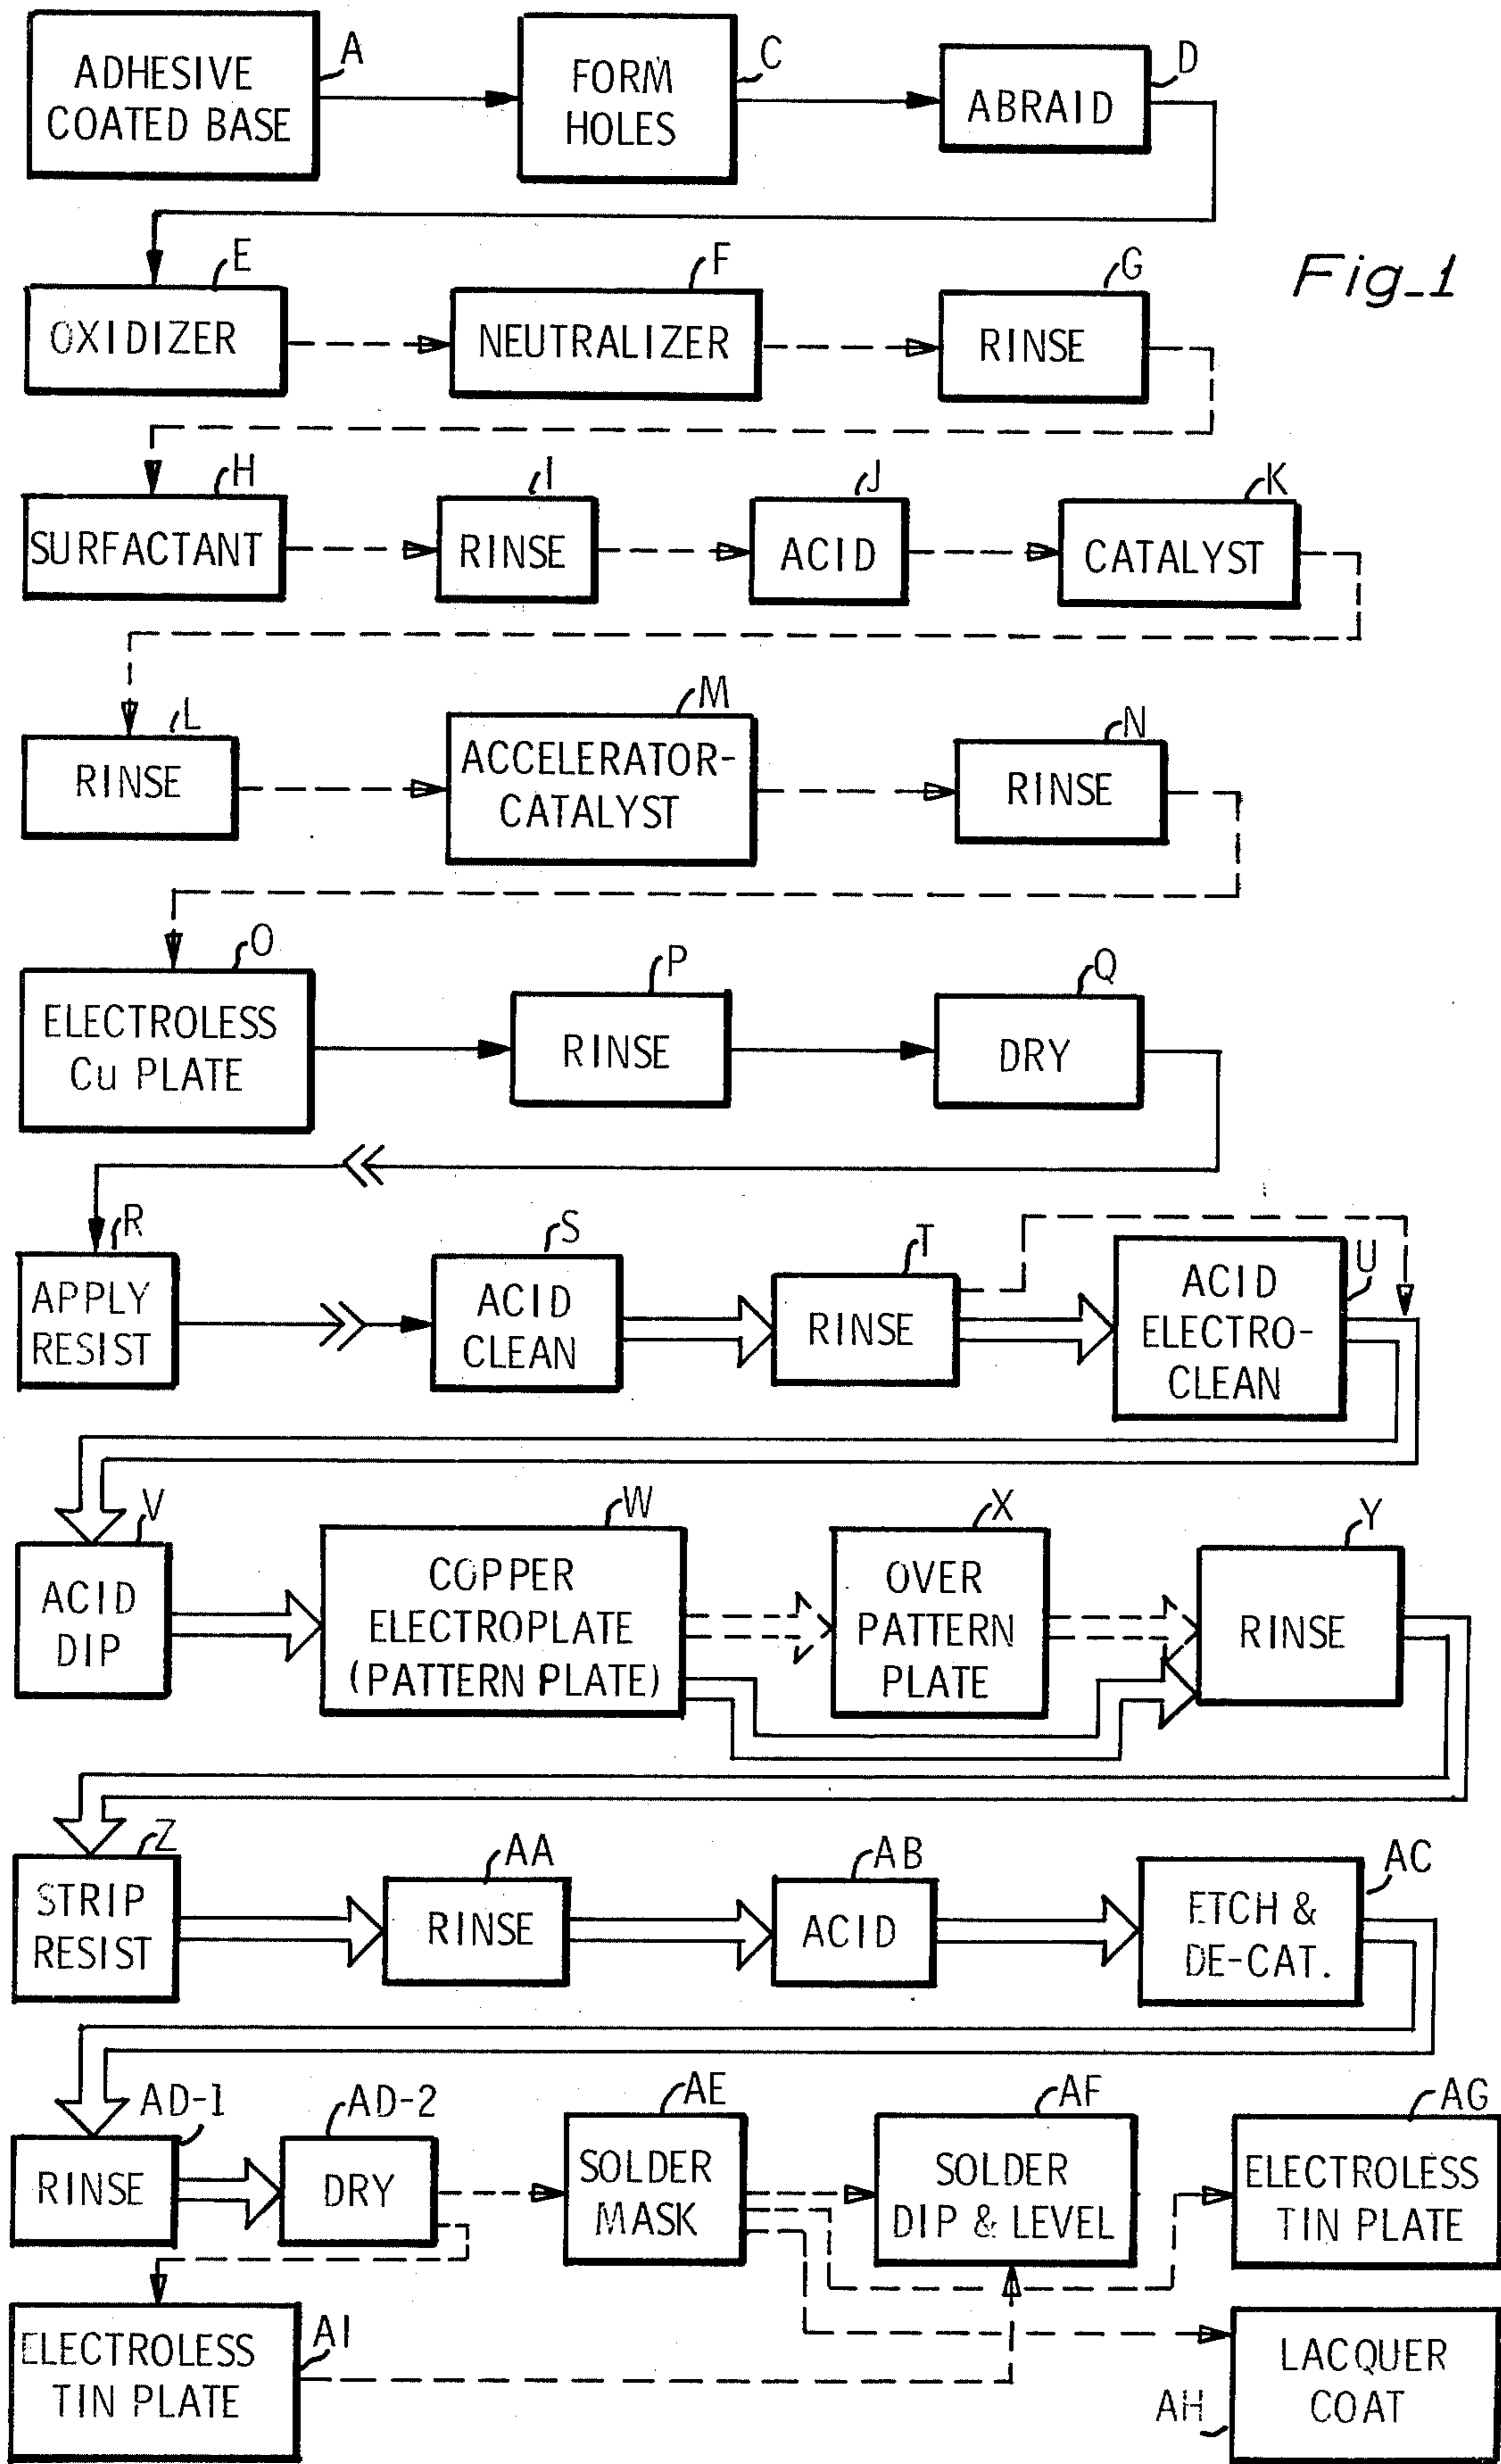 A
ADHESIVE
COATED BASE
C
FORM
HOLES
D
ABRAID
Fig_1
E
OXIDIZER
F
NEUTRALIZER
G
RINSE
H
SURFACTANT
I
RINSE
J
ACID
K
CATALYST
L
RINSE
M
ACCELERATOR-
CATALYST
N
RINSE
O
ELECTROLESS
Cu PLATE
P
RINSE
Q
DRY
R
APPLY
RESIST
S
ACID
CLEAN
T
RINSE
U
ACID
ELECTRO-
CLEAN
V
ACID
DIP
W
COPPER
ELECTROPLATE
(PATTERN PLATE)
X
OVER
PATTERN
PLATE
Y
RINSE
Z
STRIP
RESIST
AA
RINSE
AB
ACID
AC
ETCH &
DE-CAT.
AD-1
RINSE
AD-2
DRY
AE
SOLDER
MASK
AF
SOLDER
DIP & LEVEL
AG
ELECTROLESS
TIN PLATE
AI
ELECTROLESS
TIN PLATE
AH
LACQUER
COAT